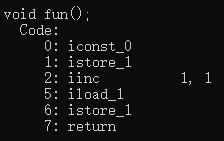 void fun();
Code:
0: iconst_0
1: istore_1
2: iinc 1, 1
5: iload_1
6: istore_1
7: return